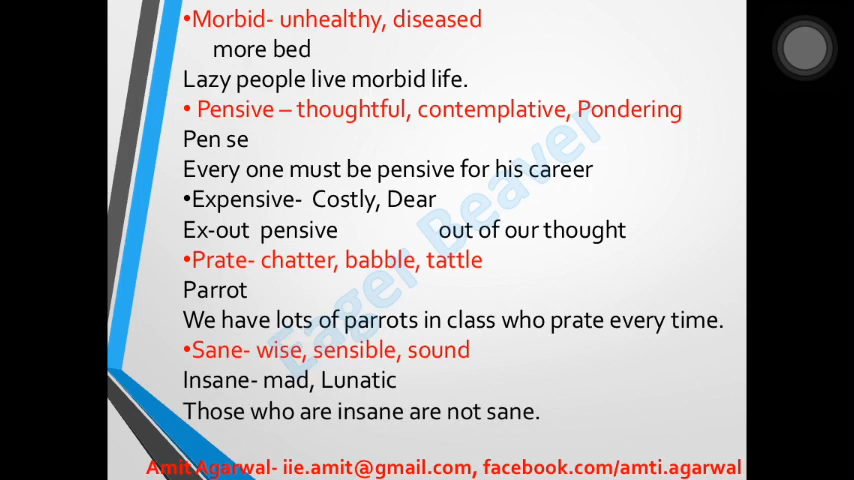 •Morbid- unhealthy, diseased
more bed
Lazy people live morbid life.
• Pensive – thoughtful, contemplative, Pondering
Pen se
Every one must be pensive for his career
•Expensive- Costly, Dear
Ex-out pensive out of our thought
•Prate- chatter, babble, tattle
Parrot
We have lots of parrots in class who prate every time.
•Sane- wise, sensible, sound
Insane- mad, Lunatic
Those who are insane are not sane.
Eager Beaver
Amit Agarwal- iie.amit@gmail.com, facebook.com/amti.agarwal